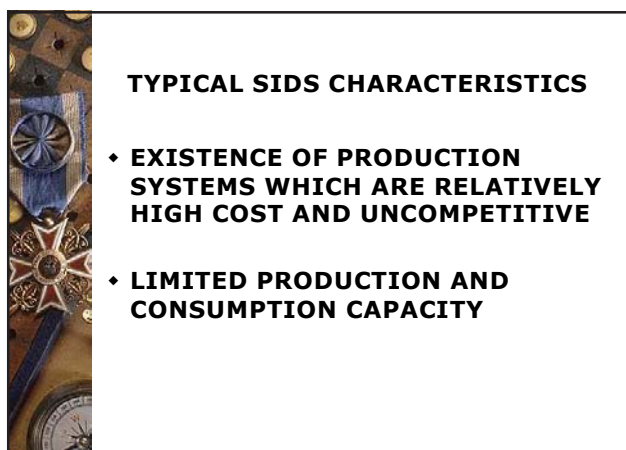 TYPICAL SIDS CHARACTERISTICS
◆ EXISTENCE OF PRODUCTION
SYSTEMS WHICH ARE RELATIVELY
HIGH COST AND UNCOMPETITIVE
◆ LIMITED PRODUCTION AND
CONSUMPTION CAPACITY